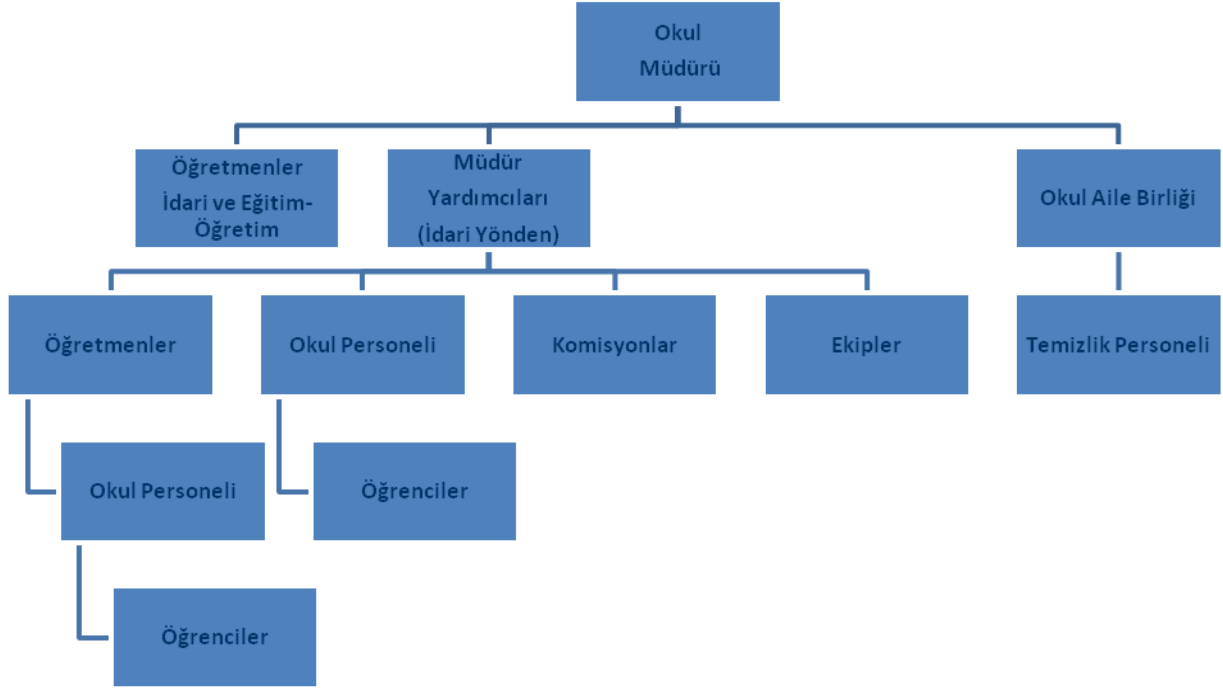 Okul
Müdürü
Öğretmenler
İdari ve Eğitim-
Öğretim
Müdür
Yardımcıları
(İdari Yönden)
Okul Aile Birliği
Öğretmenler
Okul Personeli
Komisyonlar
Ekipler
Temizlik Personeli
Okul Personeli
Öğrenciler
Öğrenciler